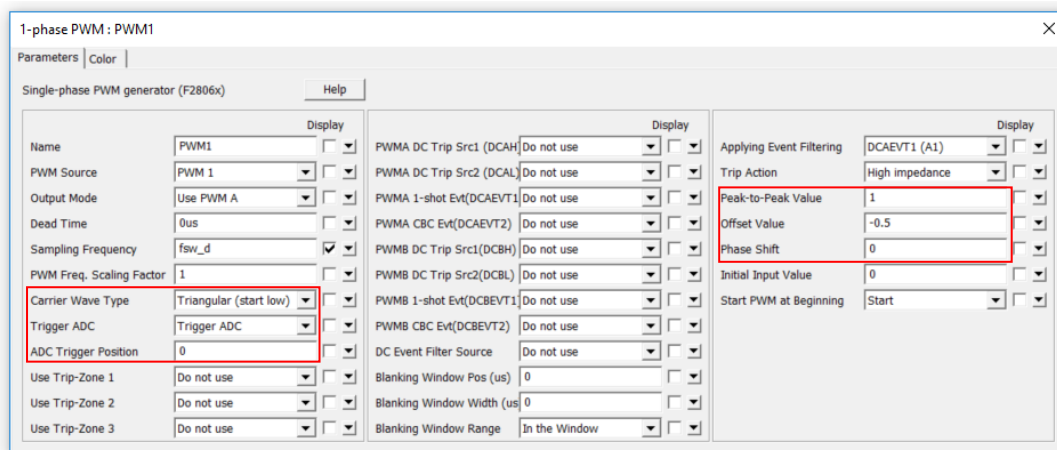 1-phase PWM : PWM1
Parameters
Color
Single-phase PWM generator (F2806x)
Help
Display
Name PWM1
PWM Source PWM 1
Output Mode Use PWM A
Dead Time 0us
Sampling Frequency fsw_d
PWM Freq. Scaling Factor 1
Carrier Wave Type Triangular (start low)
Trigger ADC Trigger ADC
ADC Trigger Position 0
Use Trip-Zone 1 Do not use
Use Trip-Zone 2 Do not use
Use Trip-Zone 3 Do not use
Display
PWMA DC Trip Src1 (DCAH) Do not use
PWMA DC Trip Src2 (DCAL) Do not use
PWMA 1-shot Evt(DCAEVT1 Do not use
PWMA CBC Evt(DCAEVT2) Do not use
PWMB DC Trip Src1(DCBH) Do not use
PWMB DC Trip Src2(DCBL) Do not use
PWMB 1-shot Evt(DCBEVT1 Do not use
PWMB CBC Evt(DCBEVT2) Do not use
DC Event Filter Source Do not use
Blanking Window Pos (us) 0
Blanking Window Width (us 0
Blanking Window Range In the Window
Display
Applying Event Filtering DCAEVT1 (A1)
Trip Action High impedance
Peak-to-Peak Value 1
Offset Value -0.5
Phase Shift 0
Initial Input Value 0
Start PWM at Beginning Start